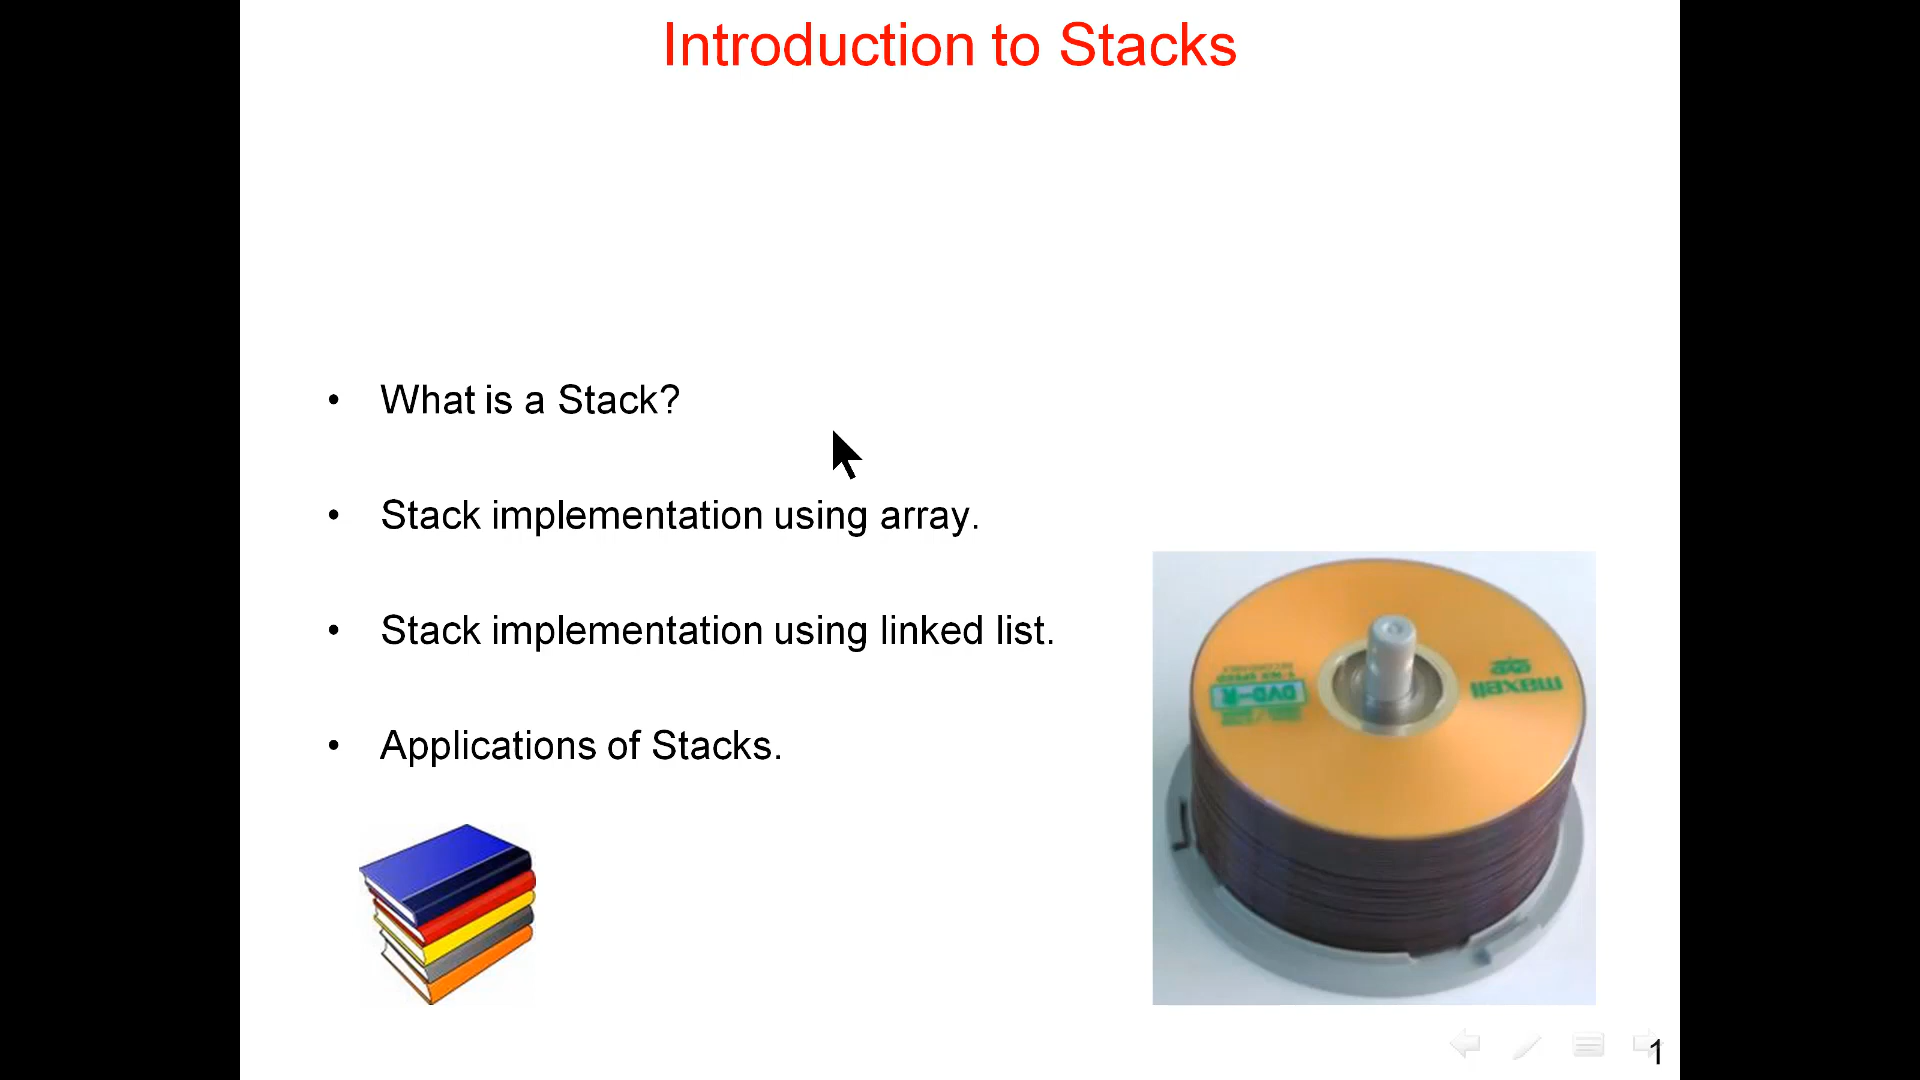 Introduction to Stacks
• What is a Stack?
• Stack implementation using array.
• Stack implementation using linked list.
• Applications of Stacks.
maxell
DVD-R
1